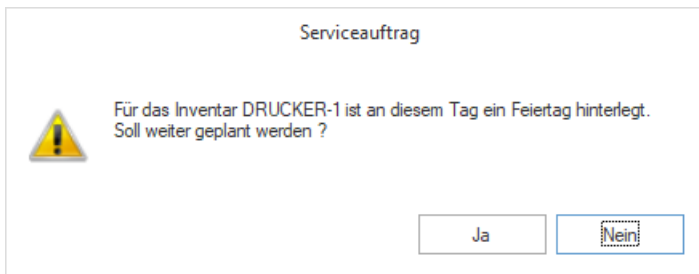 Serviceauftrag
Für das Inventar DRUCKER-1 ist an diesem Tag ein Feiertag hinterlegt.
Soll weiter geplant werden ?
Ja
Nein